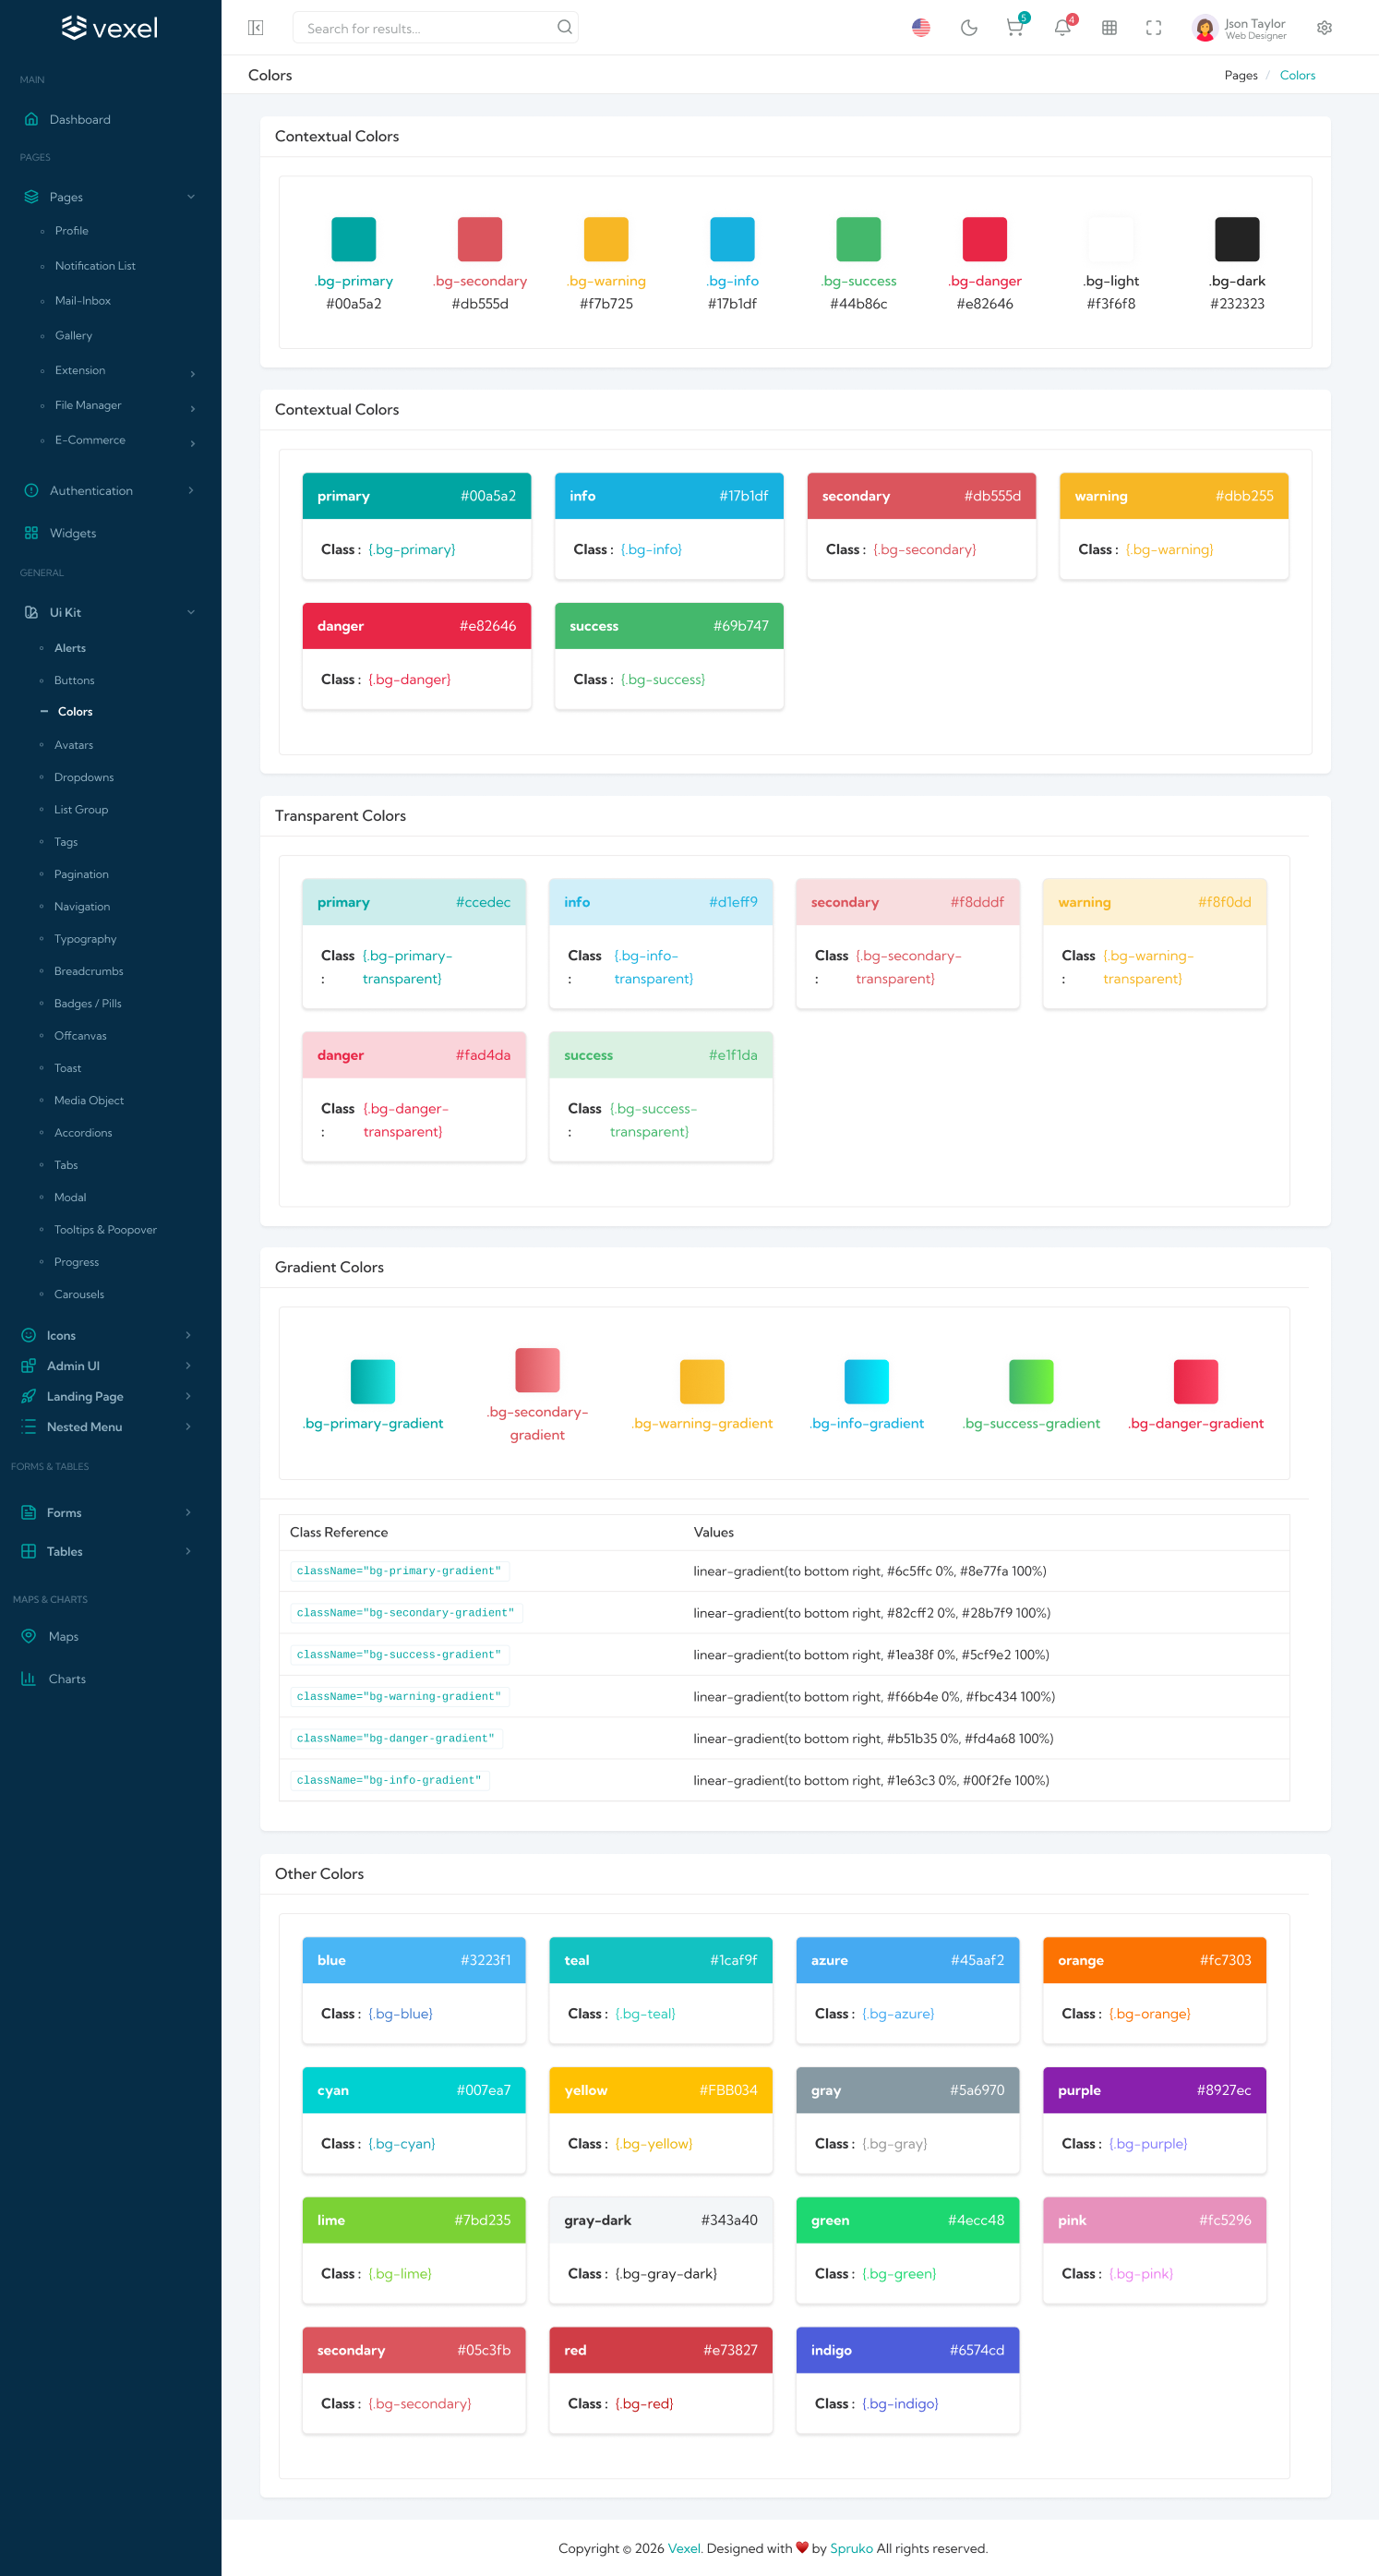 vexel
MAIN
Dashboard
PAGES
Pages
Profile
Notification List
Mail-Inbox
Gallery
Extension
File Manager
E-Commerce
Authentication
Widgets
GENERAL
Ui Kit
Alerts
Buttons
Colors
Avatars
Dropdowns
List Group
Tags
Pagination
Navigation
Typography
Breadcrumbs
Badges / Pills
Offcanvas
Toast
Media Object
Accordions
Tabs
Modal
Tooltips & Poopover
Progress
Carousels
Icons
Admin UI
Landing Page
Nested Menu
FORMS & TABLES
Forms
Tables
MAPS & CHARTS
Maps
Charts
Search for results...
5
4
Json Taylor
Web Designer
Colors
Pages / Colors
Contextual Colors
.bg-primary .bg-secondary .bg-warning .bg-info .bg-success .bg-danger .bg-light .bg-dark
#00a5a2 #db555d #f7b725 #17b1df #44b86c #e82646 #f3f6f8 #232323
Contextual Colors
primary #00a5a2 info #17b1df secondary #db555d warning #dbb255
Class : {.bg-primary} Class : {.bg-info} Class : {.bg-secondary} Class : {.bg-warning}
danger #e82646 success #69b747
Class : {.bg-danger} Class : {.bg-success}
Transparent Colors
primary #ccedec info #d1eff9 secondary #f8dddf warning #f8f0dd
Class {.bg-primary- Class {.bg-info- Class {.bg-secondary- Class {.bg-warning-
: transparent} : transparent} : transparent} : transparent}
danger #fad4da success #e1f1da
Class {.bg-danger- Class {.bg-success-
: transparent} : transparent}
Gradient Colors
.bg-primary-gradient .bg-secondary-gradient .bg-warning-gradient .bg-info-gradient .bg-success-gradient .bg-danger-gradient
Class Reference Values
className="bg-primary-gradient" linear-gradient(to bottom right, #6c5ffc 0%, #8e77fa 100%)
className="bg-secondary-gradient" linear-gradient(to bottom right, #82cff2 0%, #28b7f9 100%)
className="bg-success-gradient" linear-gradient(to bottom right, #1ea38f 0%, #5cf9e2 100%)
className="bg-warning-gradient" linear-gradient(to bottom right, #f66b4e 0%, #fbc434 100%)
className="bg-danger-gradient" linear-gradient(to bottom right, #b51b35 0%, #fd4a68 100%)
className="bg-info-gradient" linear-gradient(to bottom right, #1e63c3 0%, #00f2fe 100%)
Other Colors
blue #3223f1 teal #1caf9f azure #45aaf2 orange #fc7303
Class : {.bg-blue} Class : {.bg-teal} Class : {.bg-azure} Class : {.bg-orange}
cyan #007ea7 yellow #FBB034 gray #5a6970 purple #8927ec
Class : {.bg-cyan} Class : {.bg-yellow} Class : {.bg-gray} Class : {.bg-purple}
lime #7bd235 gray-dark #343a40 green #4ecc48 pink #fc5296
Class : {.bg-lime} Class : {.bg-gray-dark} Class : {.bg-green} Class : {.bg-pink}
secondary #05c3fb red #e73827 indigo #6574cd
Class : {.bg-secondary} Class : {.bg-red} Class : {.bg-indigo}
Copyright © 2026 Vexel. Designed with ❤ by Spruko All rights reserved.